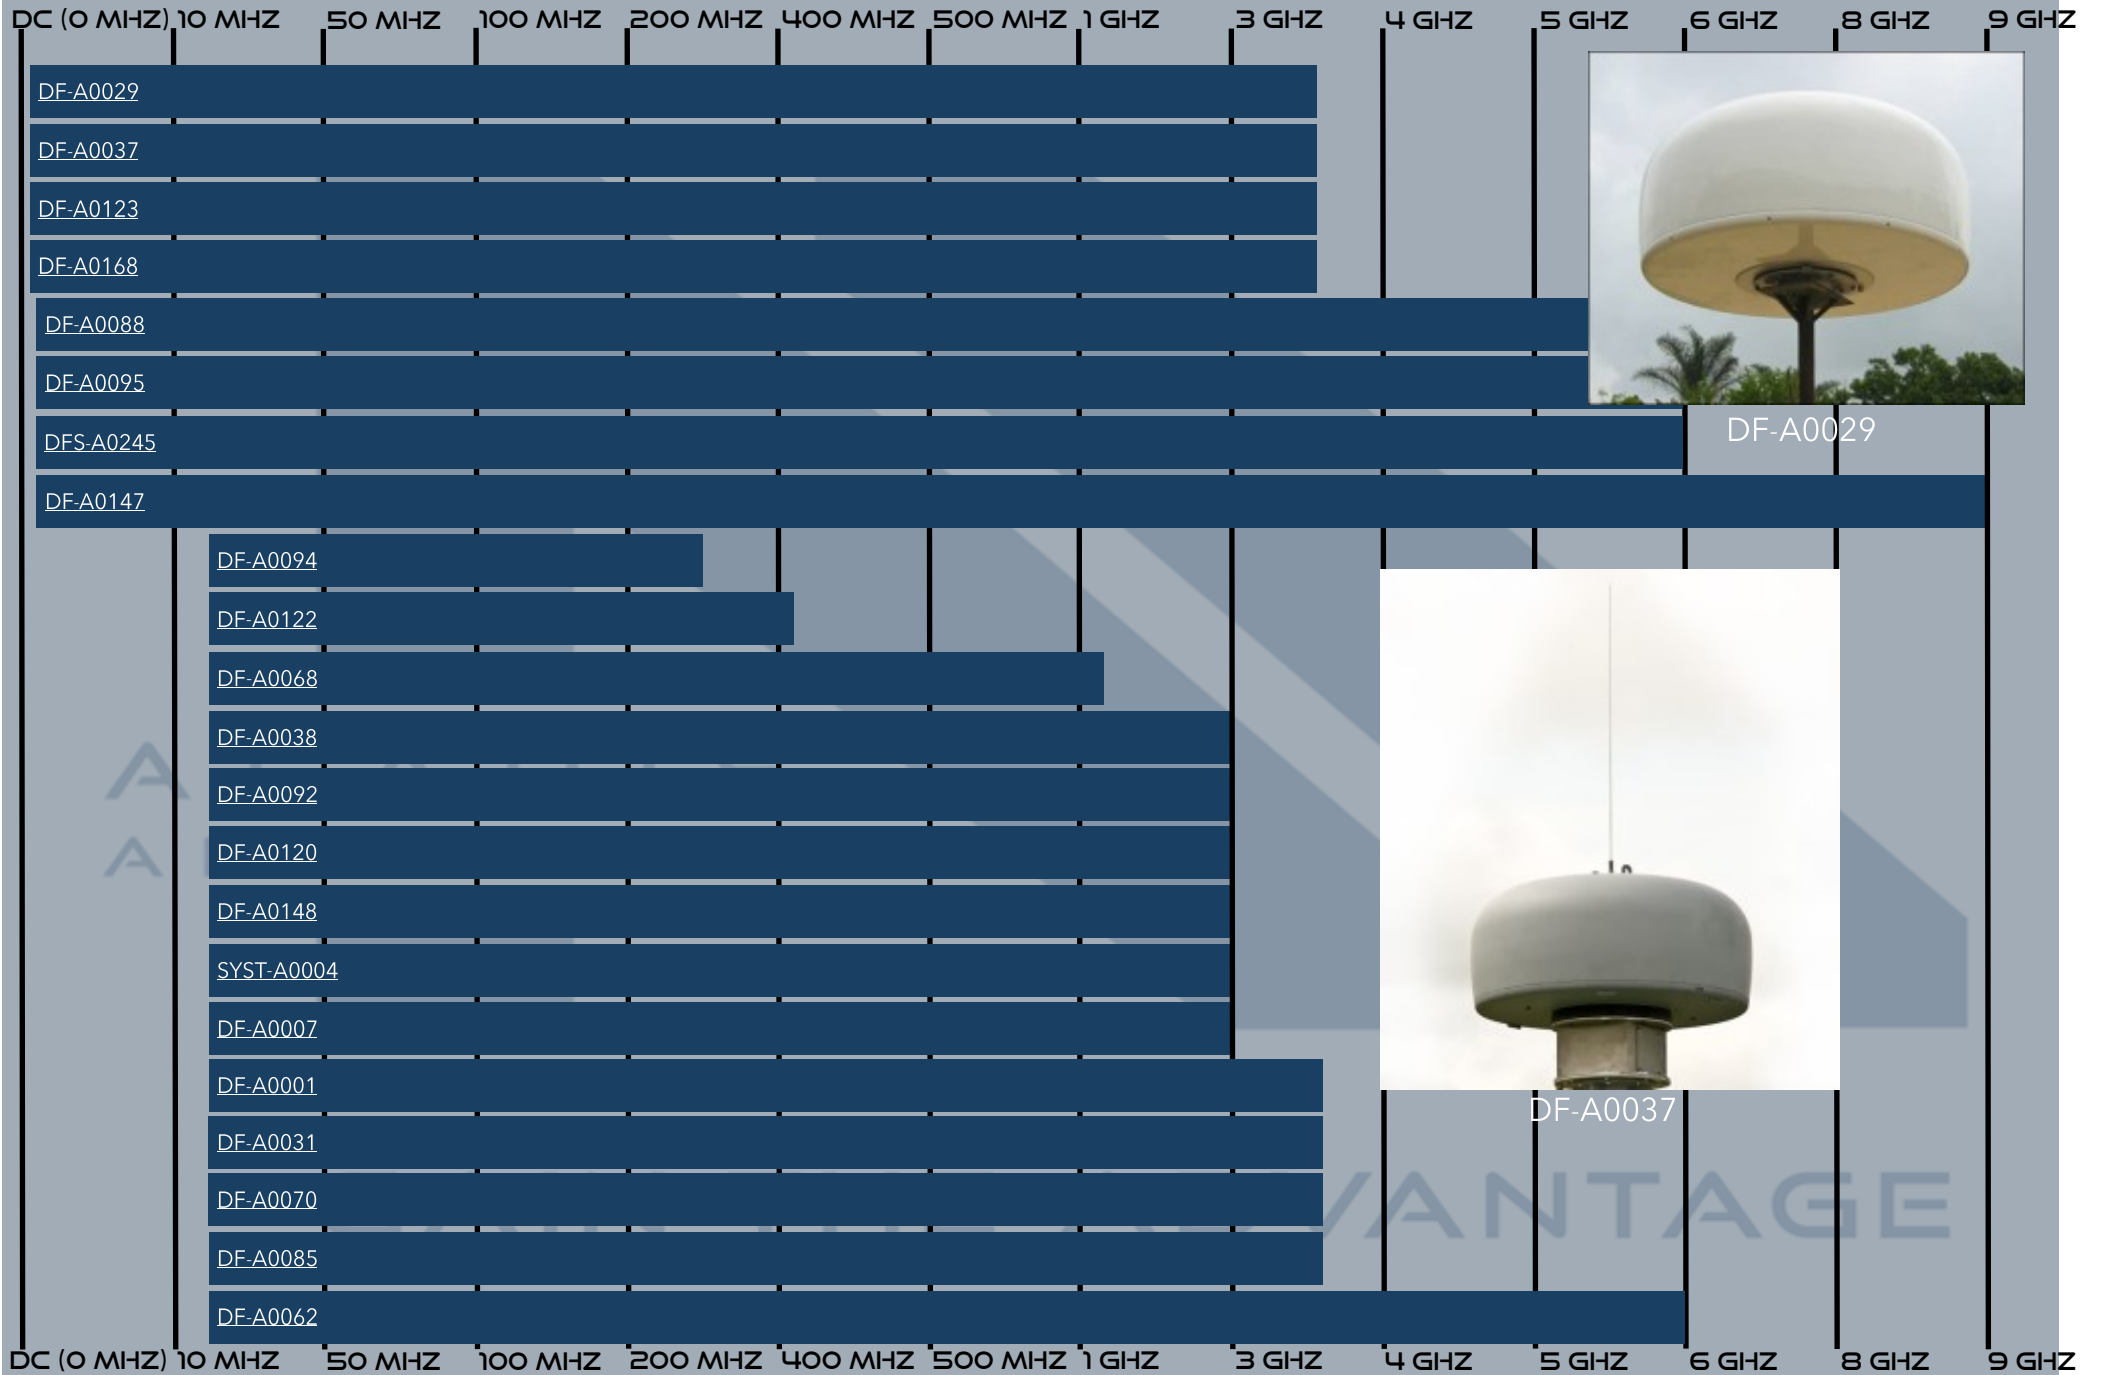 DC (0 MHZ) 10 MHZ 50 MHZ 100 MHZ 200 MHZ 400 MHZ 500 MHZ 1 GHZ 3 GHZ 4 GHZ 5 GHZ 6 GHZ 8 GHZ 9 GHZ
DF-A0029
DF-A0037
DF-A0123
DF-A0168
DF-A0088
DF-A0095
DF-A0029
DFS-A0245
DF-A0147
DF-A0094
DF-A0122
DF-A0068
DF-A0038
DF-A0092
DF-A0120
DF-A0148
SYST-A0004
DF-A0007
DF-A0001
DF-A0037
DF-A0031
DF-A0070
DF-A0085
DF-A0062
DC (0 MHZ) 10 MHZ 50 MHZ 100 MHZ 200 MHZ 400 MHZ 500 MHZ 1 GHZ 3 GHZ 4 GHZ 5 GHZ 6 GHZ 8 GHZ 9 GHZ